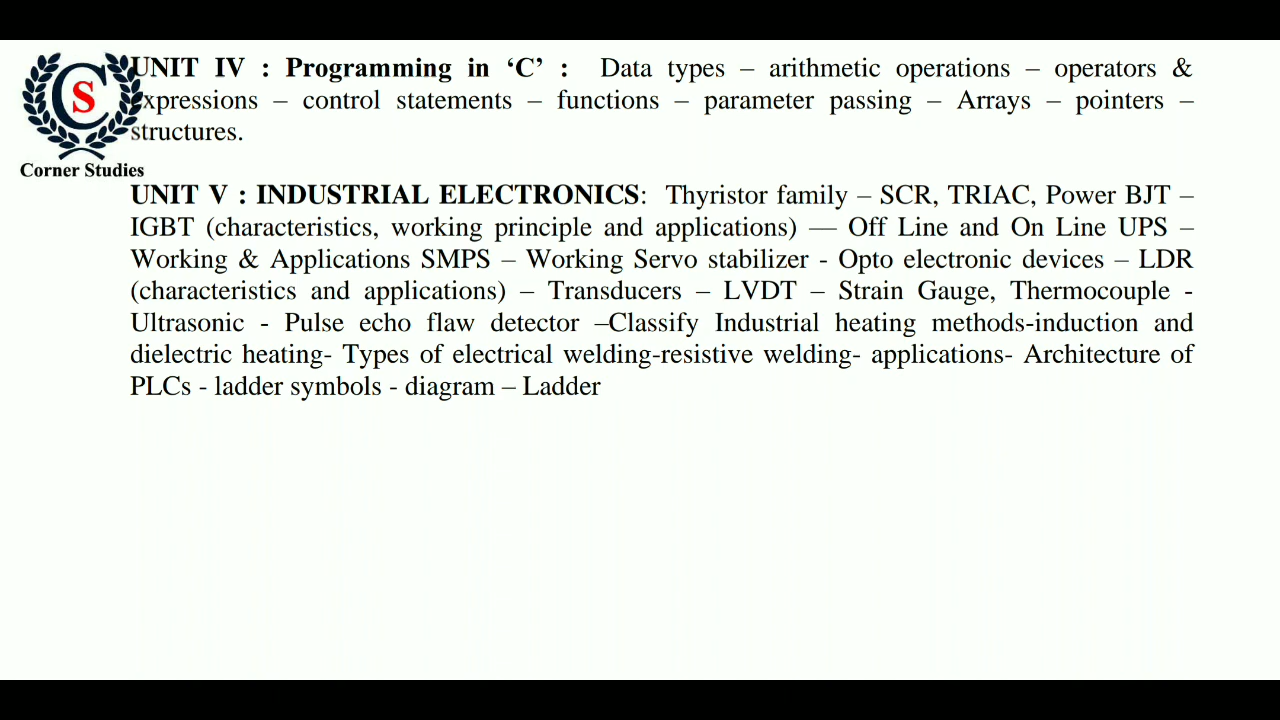 UNIT IV : Programming in ‘C’ : Data types – arithmetic operations – operators &
xpressions – control statements – functions – parameter passing – Arrays – pointers –
structures.
CS
Corner Studies
UNIT V : INDUSTRIAL ELECTRONICS: Thyristor family – SCR, TRIAC, Power BJT –
IGBT (characteristics, working principle and applications) — Off Line and On Line UPS –
Working & Applications SMPS – Working Servo stabilizer - Opto electronic devices – LDR
(characteristics and applications) – Transducers – LVDT – Strain Gauge, Thermocouple -
Ultrasonic - Pulse echo flaw detector –Classify Industrial heating methods-induction and
dielectric heating- Types of electrical welding-resistive welding- applications- Architecture of
PLCs - ladder symbols - diagram – Ladder